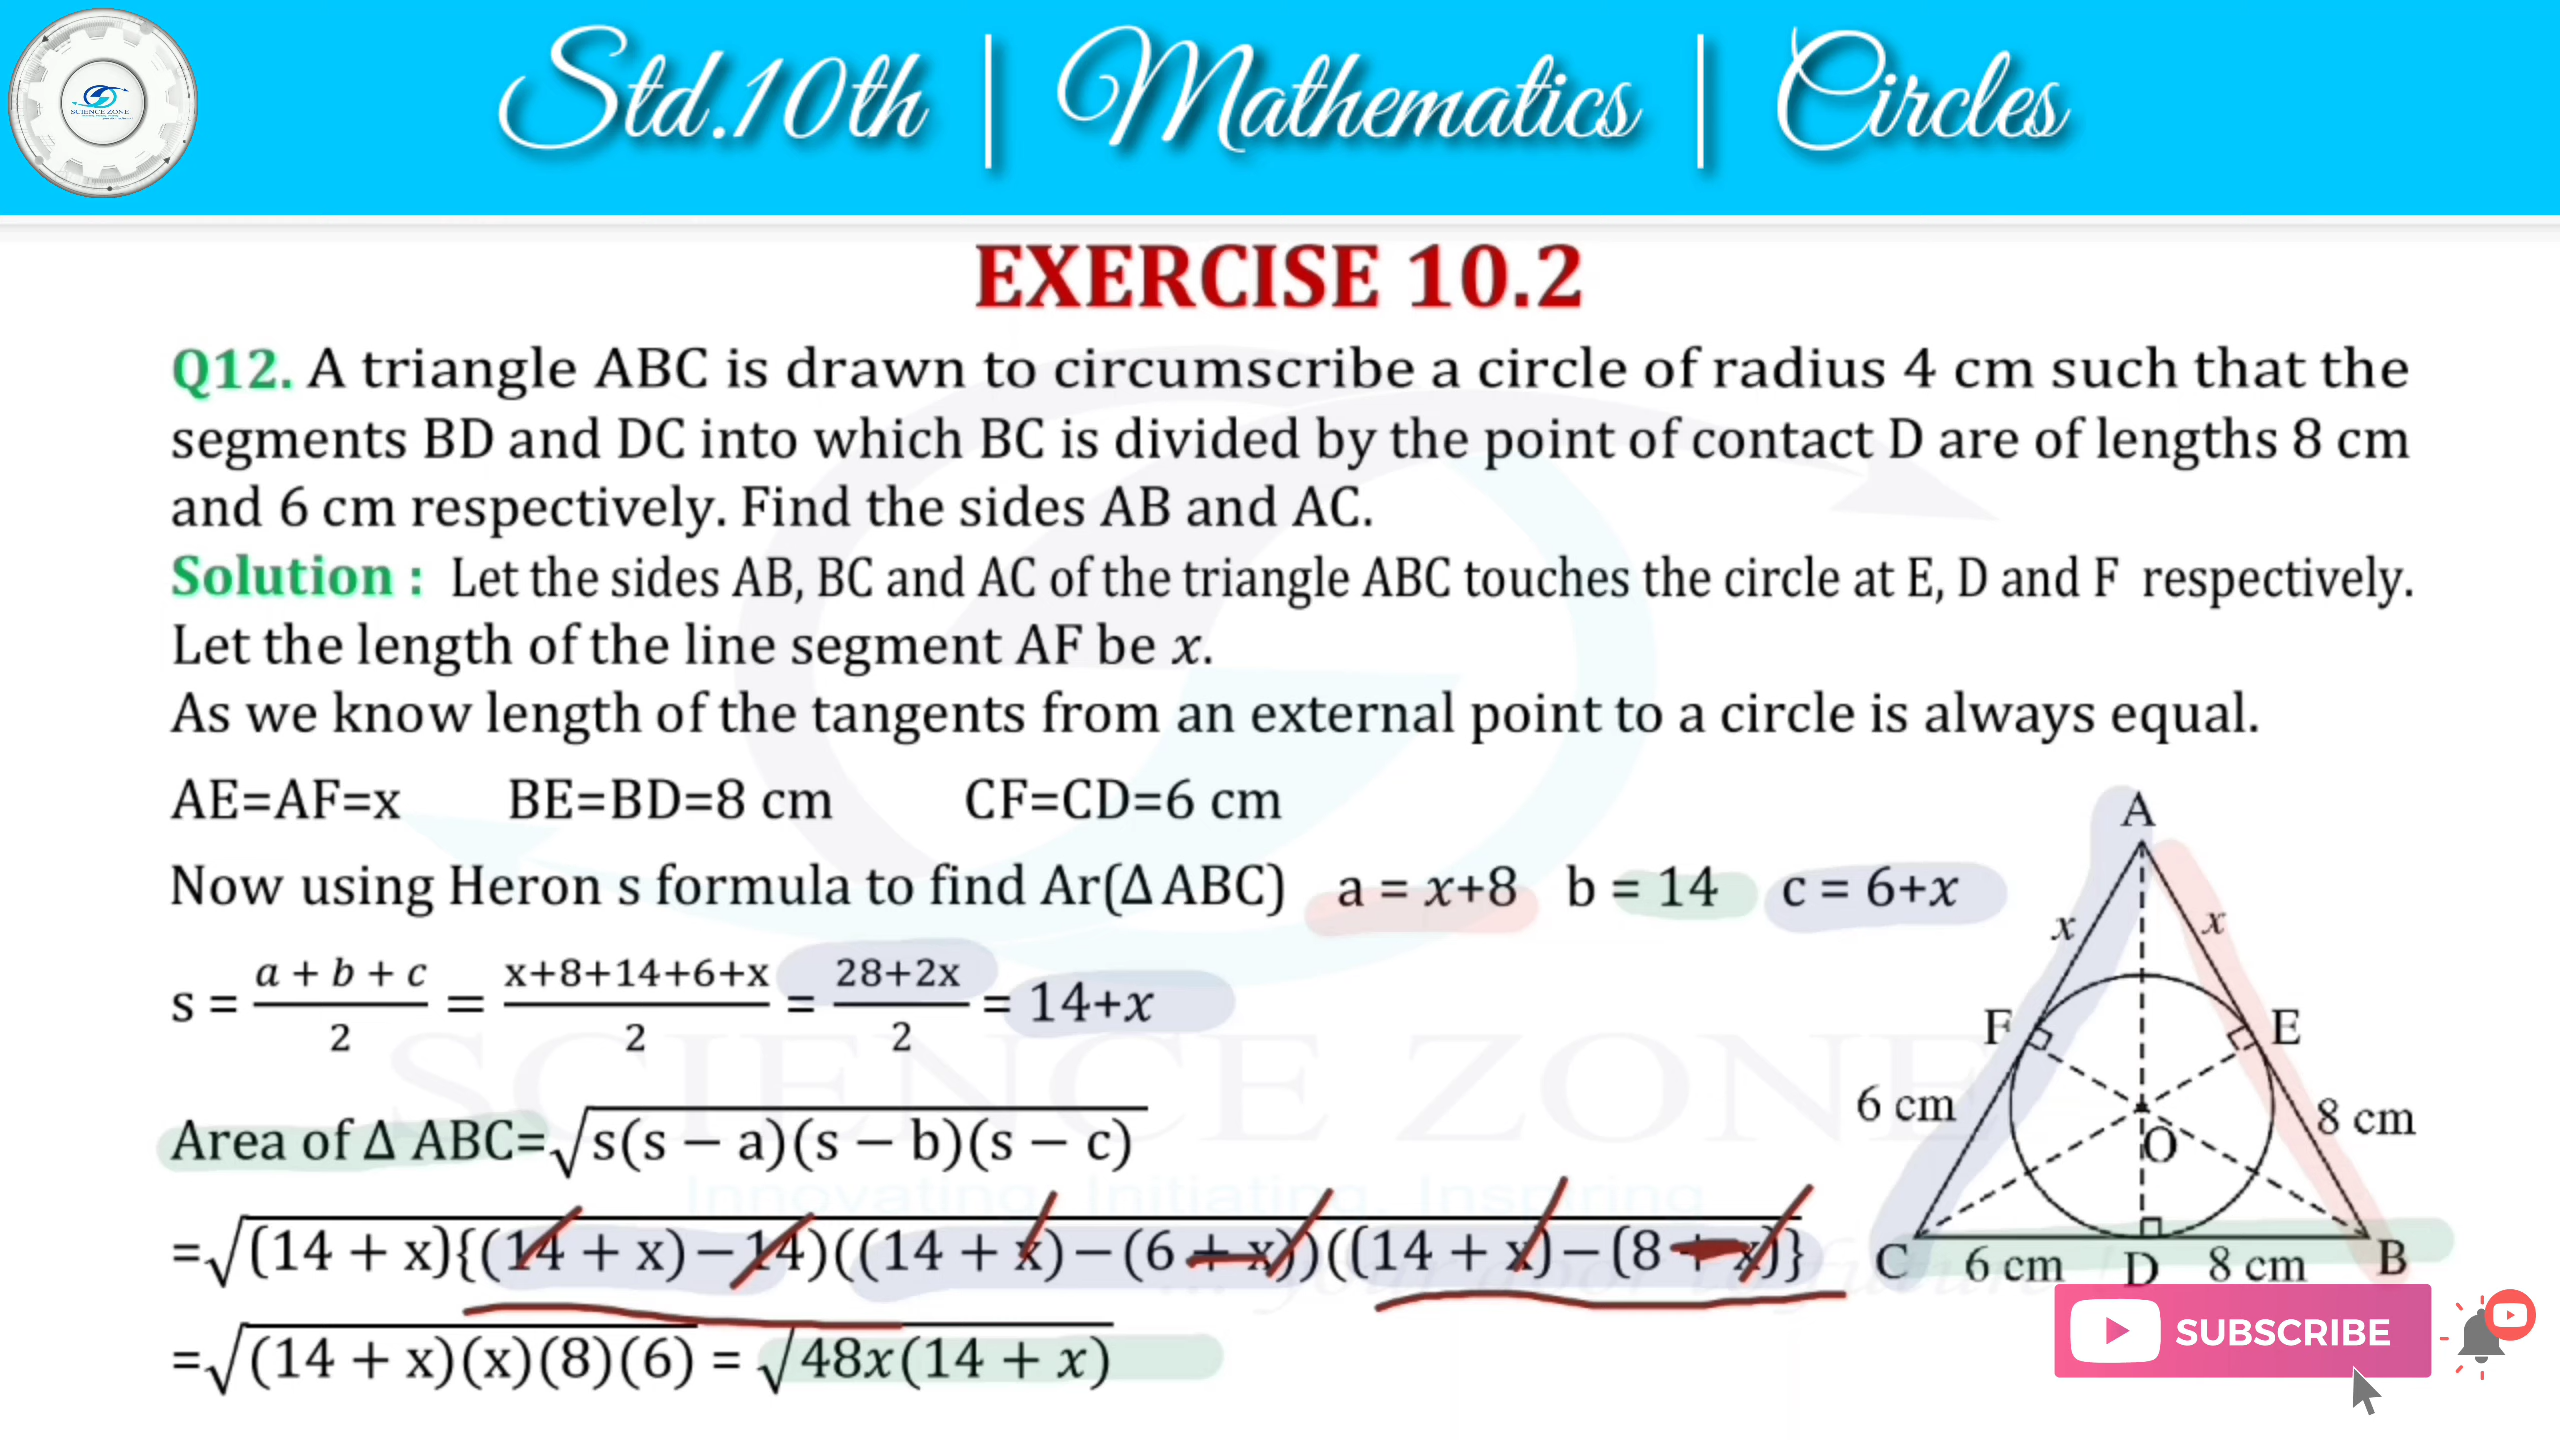 SCIENCE ZONE
Std.10th | Mathematics | Circles
EXERCISE 10.2
Q12. A triangle ABC is drawn to circumscribe a circle of radius 4 cm such that the
segments BD and DC into which BC is divided by the point of contact D are of lengths 8 cm
and 6 cm respectively. Find the sides AB and AC.
Solution : Let the sides AB, BC and AC of the triangle ABC touches the circle at E, D and F respectively.
Let the length of the line segment AF be x.
As we know length of the tangents from an external point to a circle is always equal.
AE=AF=x BE=BD=8 cm CF=CD=6 cm
Now using Heron s formula to find Ar(Δ ABC) a = x+8 b = 14 c = 6+x
s = (a + b + c)/2 = (x+8+14+6+x)/2 = (28+2x)/2 = 14+x
Area of Δ ABC=√s(s − a)(s − b)(s − c)
=√(14 + x){(14 + x)−14)((14 + x)−(6 + x))((14 + x)−(8 + x)}
=√(14 + x)(x)(8)(6) = √48x(14 + x)
A
x x
F E
6 cm 8 cm
O
C 6 cm D 8 cm B
SCIENCE ZONE
Innovating Initiating Inspiring
SUBSCRIBE